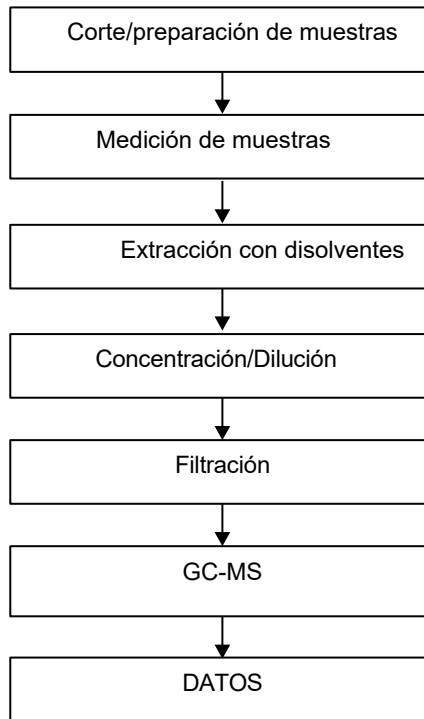 Corte/preparación de muestras
Medición de muestras
Extracción con disolventes
Concentración/Dilución
Filtración
GC-MS
DATOS